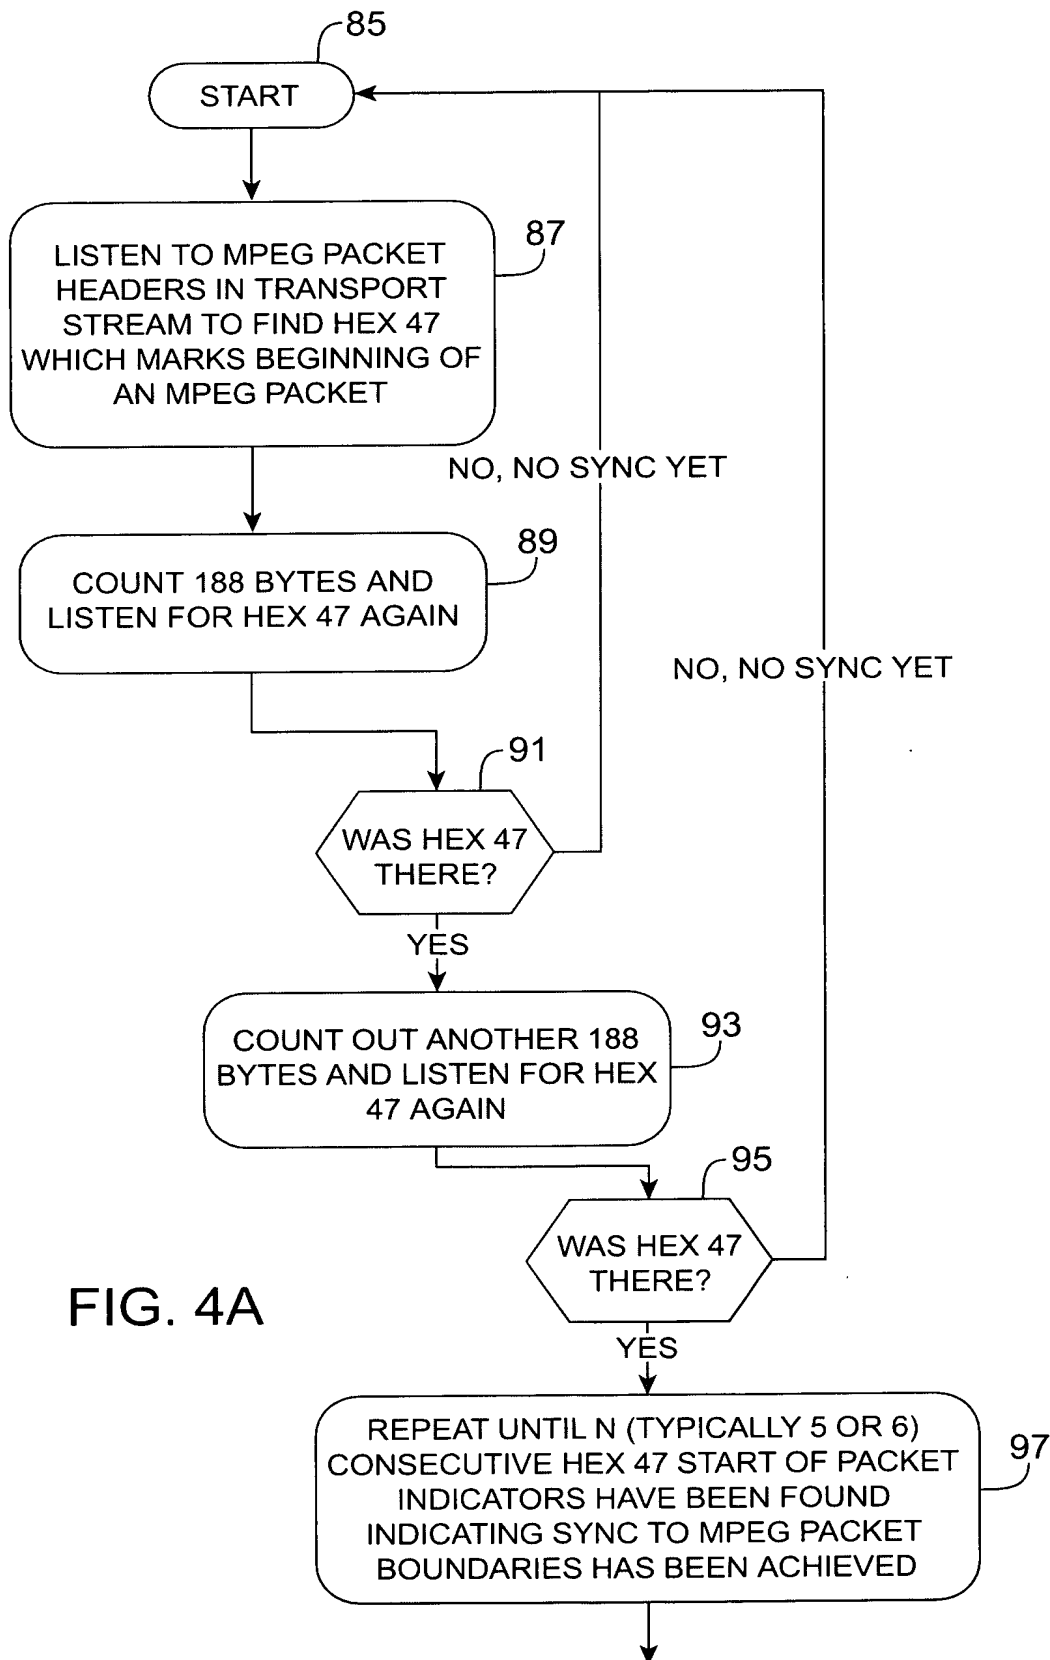 85
START
87
LISTEN TO MPEG PACKET
HEADERS IN TRANSPORT
STREAM TO FIND HEX 47
WHICH MARKS BEGINNING OF
AN MPEG PACKET
NO, NO SYNC YET
89
COUNT 188 BYTES AND
LISTEN FOR HEX 47 AGAIN
NO, NO SYNC YET
91
WAS HEX 47
THERE?
YES
93
COUNT OUT ANOTHER 188
BYTES AND LISTEN FOR HEX
47 AGAIN
95
WAS HEX 47
THERE?
FIG. 4A
YES
97
REPEAT UNTIL N (TYPICALLY 5 OR 6)
CONSECUTIVE HEX 47 START OF PACKET
INDICATORS HAVE BEEN FOUND
INDICATING SYNC TO MPEG PACKET
BOUNDARIES HAS BEEN ACHIEVED